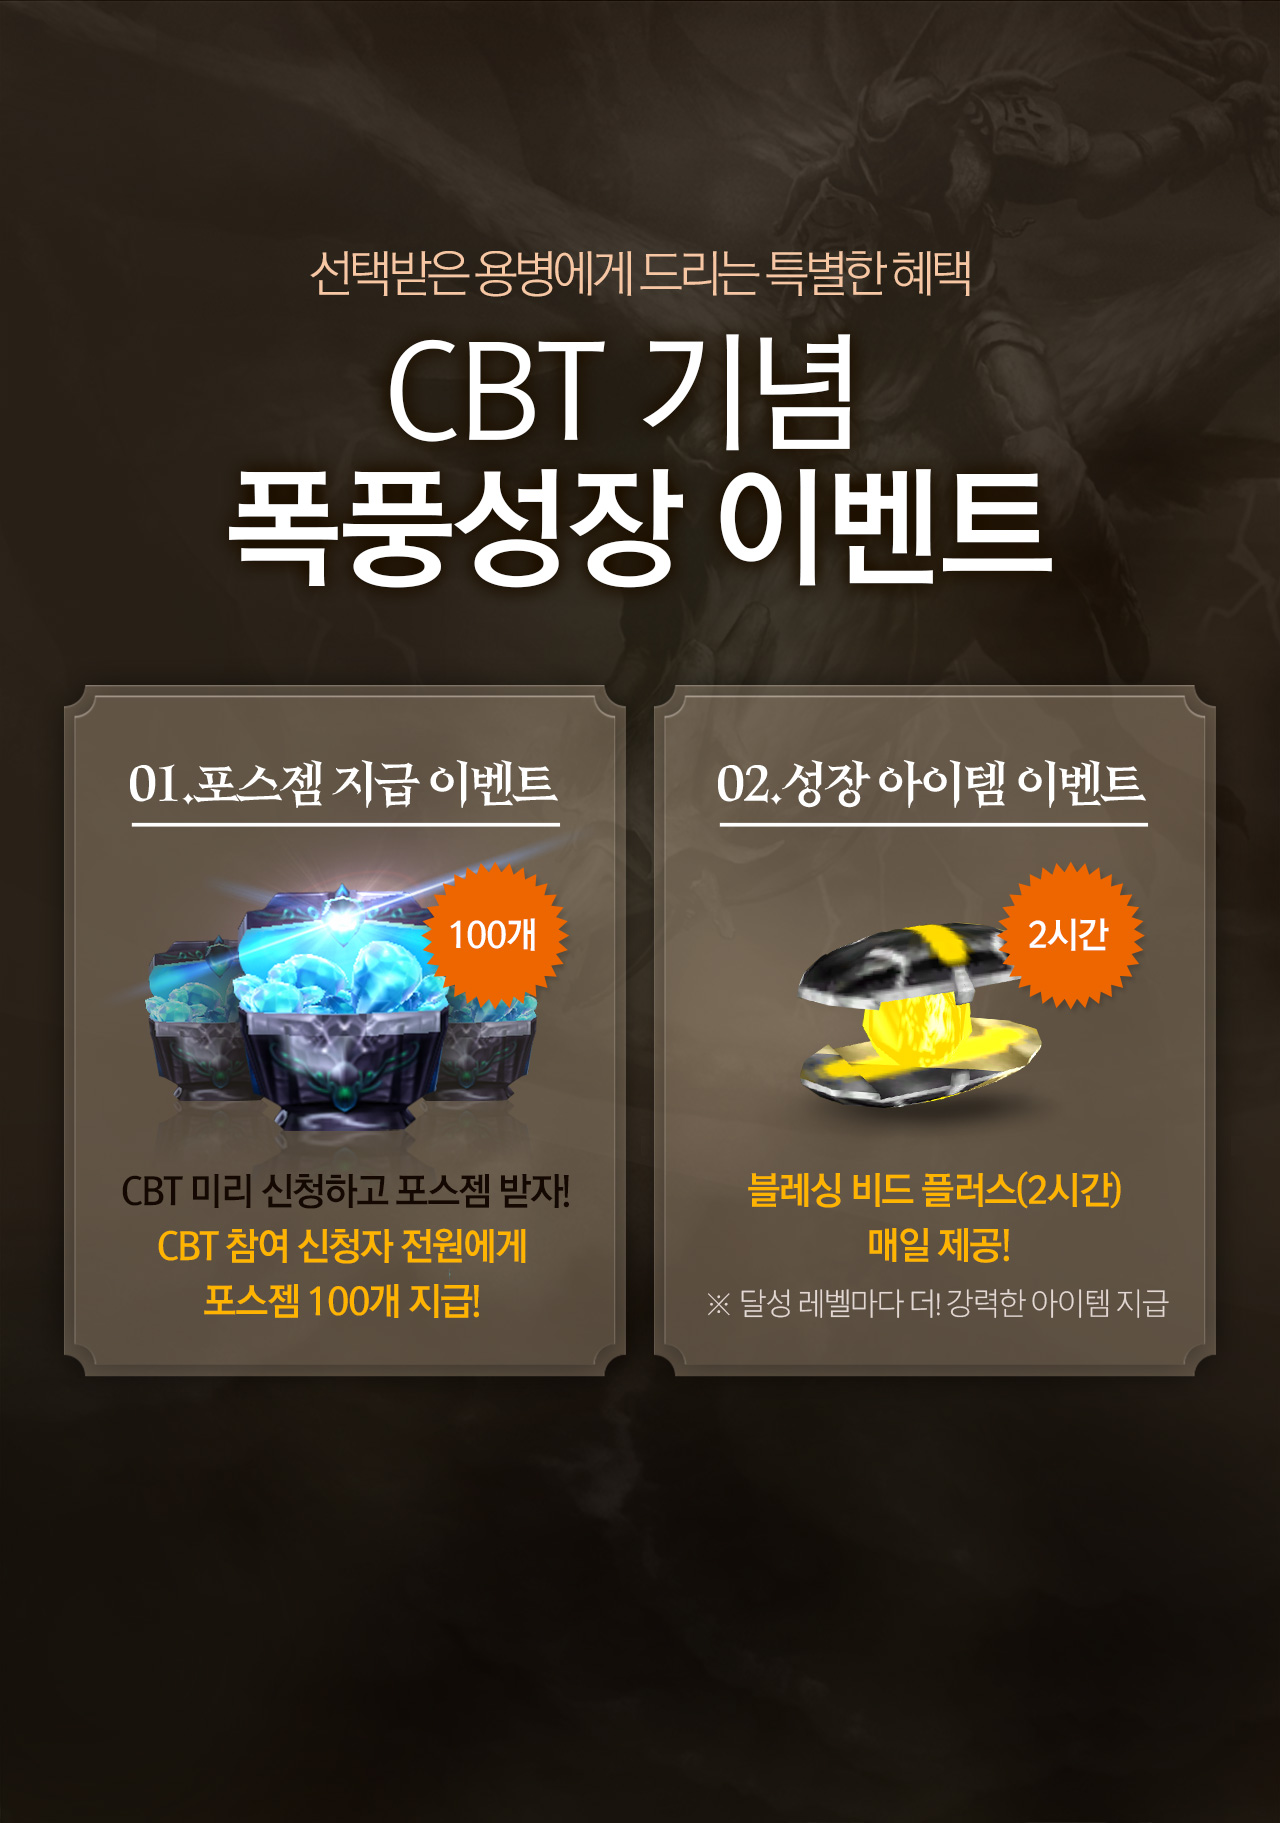 선택받은 용병에게 드리는 특별한 혜택
CBT 기념
폭풍성장 이벤트
01.포스젬 지급 이벤트
100개
CBT 미리 신청하고 포스젬 받자!
CBT 참여 신청자 전원에게
포스젬 100개 지급!
02.성장 아이템 이벤트
2시간
블레싱 비드 플러스(2시간)
매일 제공!
※ 달성 레벨마다 더! 강력한 아이템 지급